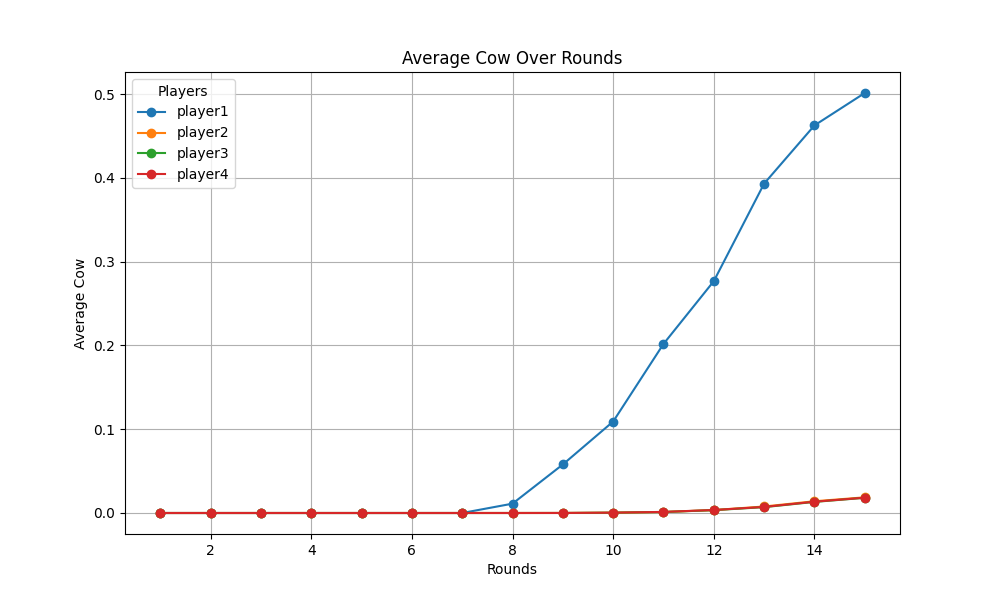 Average Cow Over Rounds
Players
player1
player2
player3
player4
Average Cow
0.5
0.4
0.3
0.2
0.1
0.0
2 4 6 8 10 12 14
Rounds